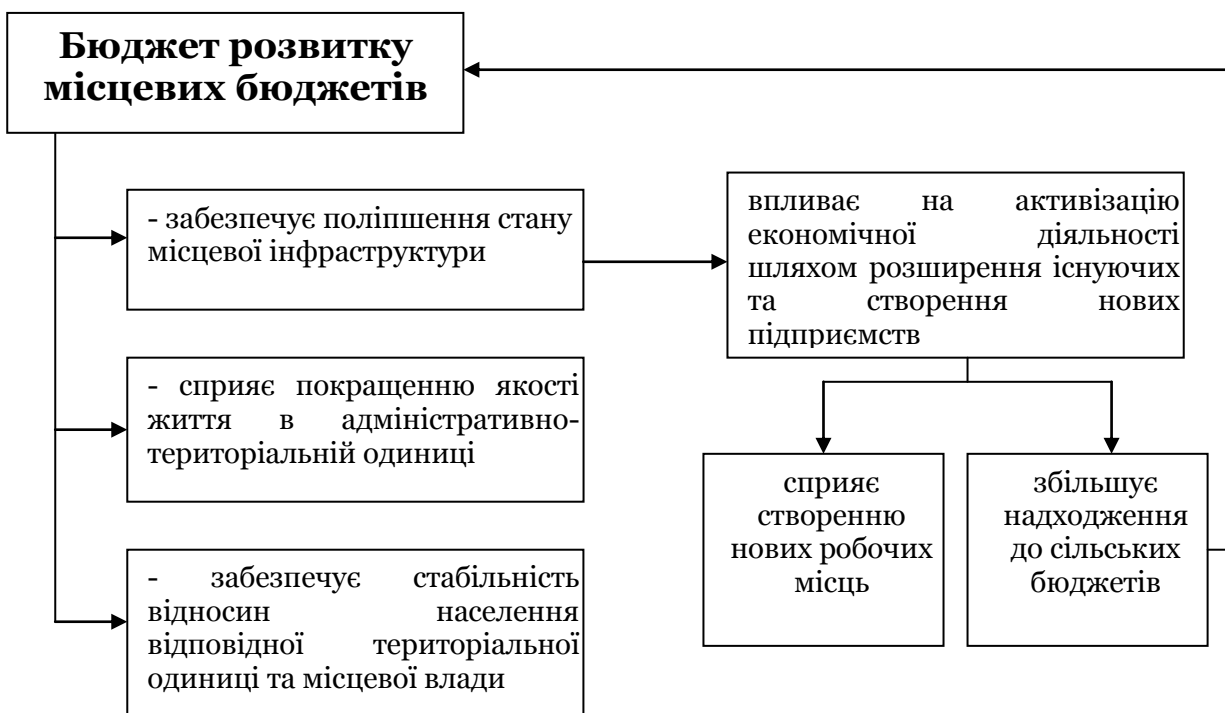 Бюджет розвитку
місцевих бюджетів
- забезпечує поліпшення стану
місцевої інфраструктури
впливає на активізацію
економічної діяльності
шляхом розширення існуючих
та створення нових
підприємств
- сприяє покращенню якості
життя в адміністративно-
територіальній одиниці
сприяє
створенню
нових робочих
місць
збільшує
надходження
до сільських
бюджетів
- забезпечує стабільність
відносин населення
відповідної територіальної
одиниці та місцевої влади